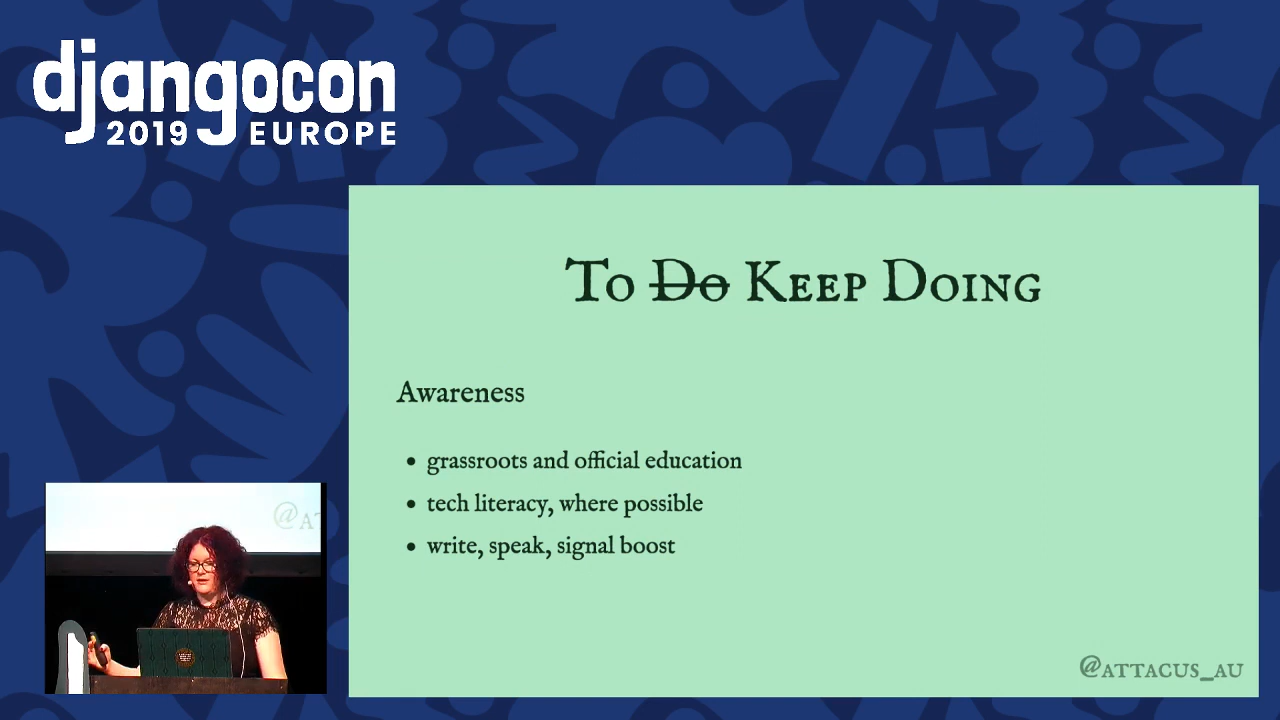 djangocon
2019 EUROPE
To Do Keep Doing
Awareness
• grassroots and official education
• tech literacy, where possible
• write, speak, signal boost
@attacus_au
@AT